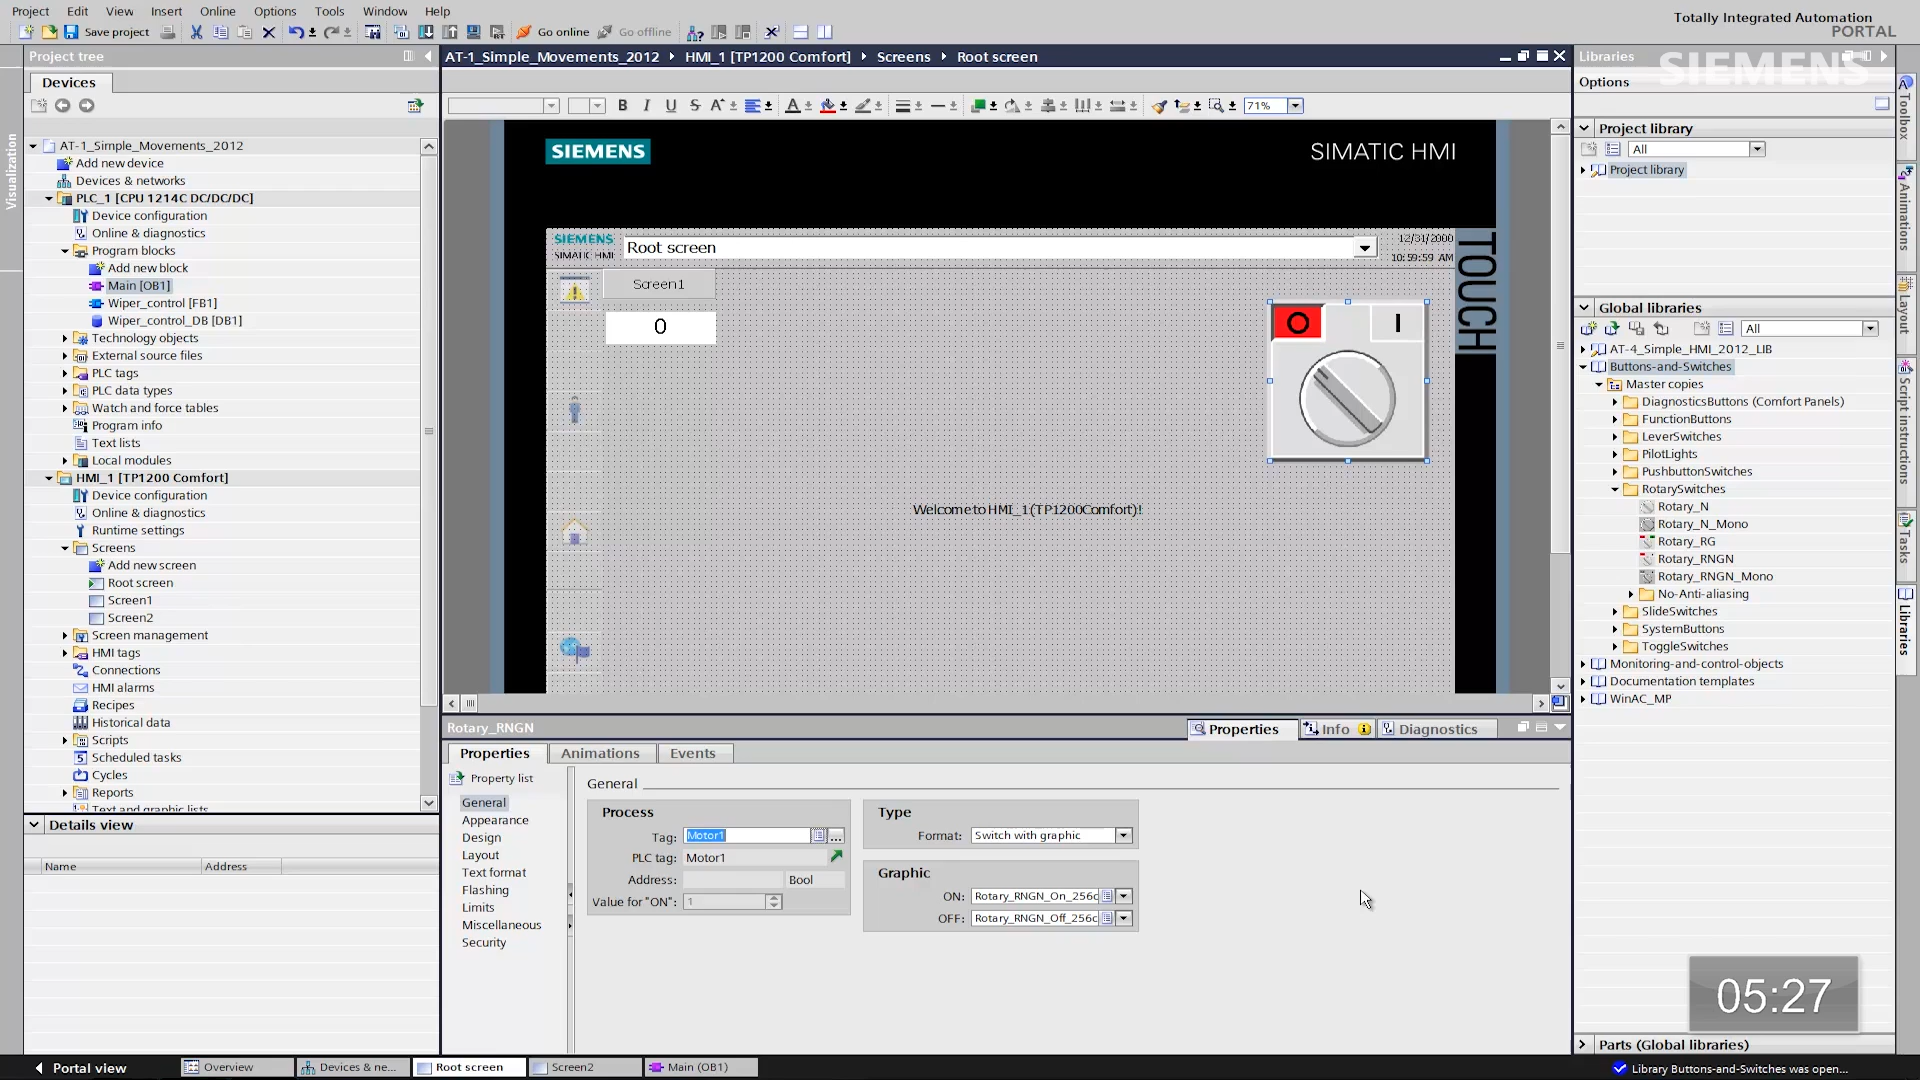 Project Edit View Insert Online Options Tools Window Help
Totally Integrated Automation
PORTAL
Save project Go online Go offline
Project tree
AT-1_Simple_Movements_2012 HMI_1 [TP1200 Comfort] Screens Root screen
Libraries
SIEMENS
Devices
Options
71%
Visualization
AT-1_Simple_Movements_2012
Add new device
Devices & networks
PLC_1 [CPU 1214C DC/DC/DC]
Device configuration
Online & diagnostics
Program blocks
Add new block
Main [OB1]
Wiper_control [FB1]
Wiper_control_DB [DB1]
Technology objects
External source files
PLC tags
PLC data types
Watch and force tables
Program info
Text lists
Local modules
HMI_1 [TP1200 Comfort]
Device configuration
Online & diagnostics
Runtime settings
Screens
Add new screen
Root screen
Screen1
Screen2
Screen management
HMI tags
Connections
HMI alarms
Recipes
Historical data
Scripts
Scheduled tasks
Cycles
Reports
Text and graphic lists
Details view
Name Address
SIEMENS
SIMATIC HMI
SIEMENS
SIMATIC HMI
Root screen
12/31/2000
10:59:59 AM
TOUCH
Screen1
0
O I
Welcome to HMI_1 (TP1200 Comfort)!
Rotary_RNGN
Properties Info Diagnostics
Properties Animations Events
Property list
General
Appearance
Design
Layout
Text format
Flashing
Limits
Miscellaneous
Security
General
Process
Tag: Motor1 ...
PLC tag: Motor1
Address: Bool
Value for "ON": 1
Type
Format: Switch with graphic
Graphic
ON: Rotary_RNGN_On_256c
OFF: Rotary_RNGN_Off_256c
Project library
All
Project library
Global libraries
All
AT-4_Simple_HMI_2012_LIB
Buttons-and-Switches
Master copies
DiagnosticsButtons (Comfort Panels)
FunctionButtons
LeverSwitches
PilotLights
PushbuttonSwitches
RotarySwitches
Rotary_N
Rotary_N_Mono
Rotary_RG
Rotary_RNGN
Rotary_RNGN_Mono
No-Anti-aliasing
SlideSwitches
SystemButtons
ToggleSwitches
Monitoring-and-control-objects
Documentation templates
WinAC_MP
Parts (Global libraries)
Toolbox
Animations
Layout
Script instructions
Tasks
Libraries
05:27
Portal view Overview Devices & ne... Root screen Screen2 Main (OB1)
Library Buttons-and-Switches was open...